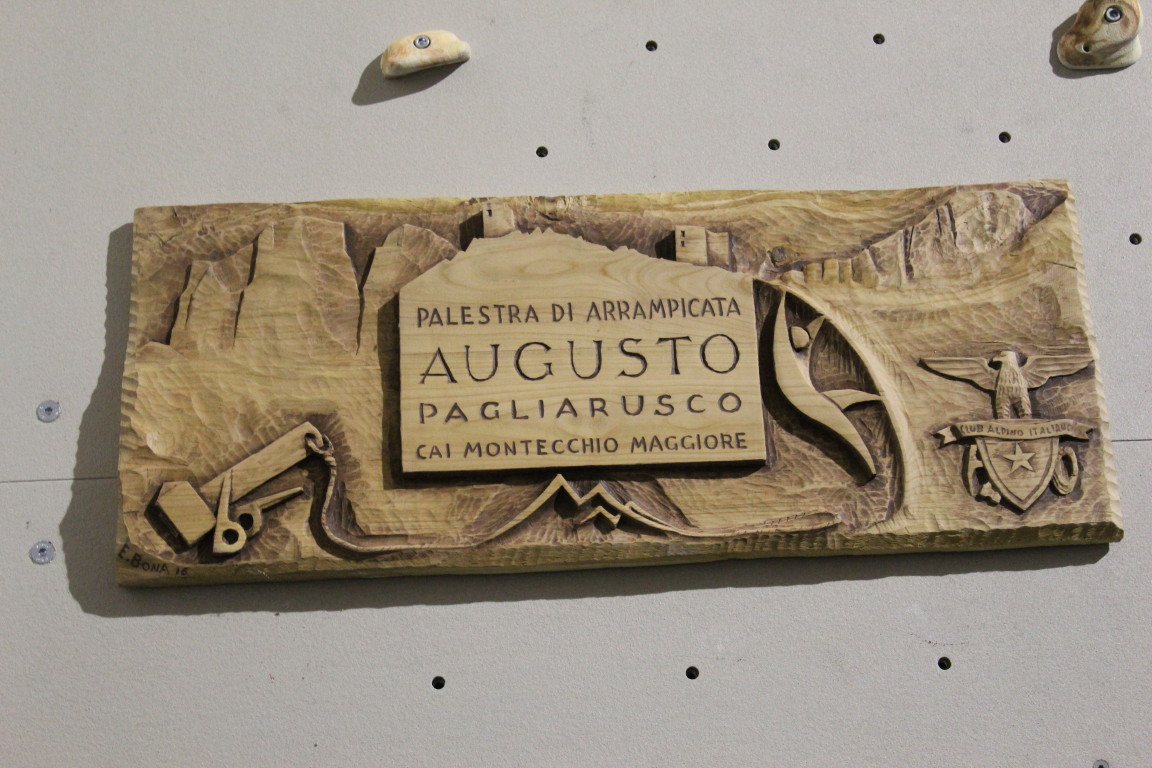 PALESTRA DI ARRAMPICATA
AUGUSTO
PAGLIARUSCO
CAI MONTECCHIO MAGGIORE
CLUB ALPINO ITALIANO
E. BONA 16